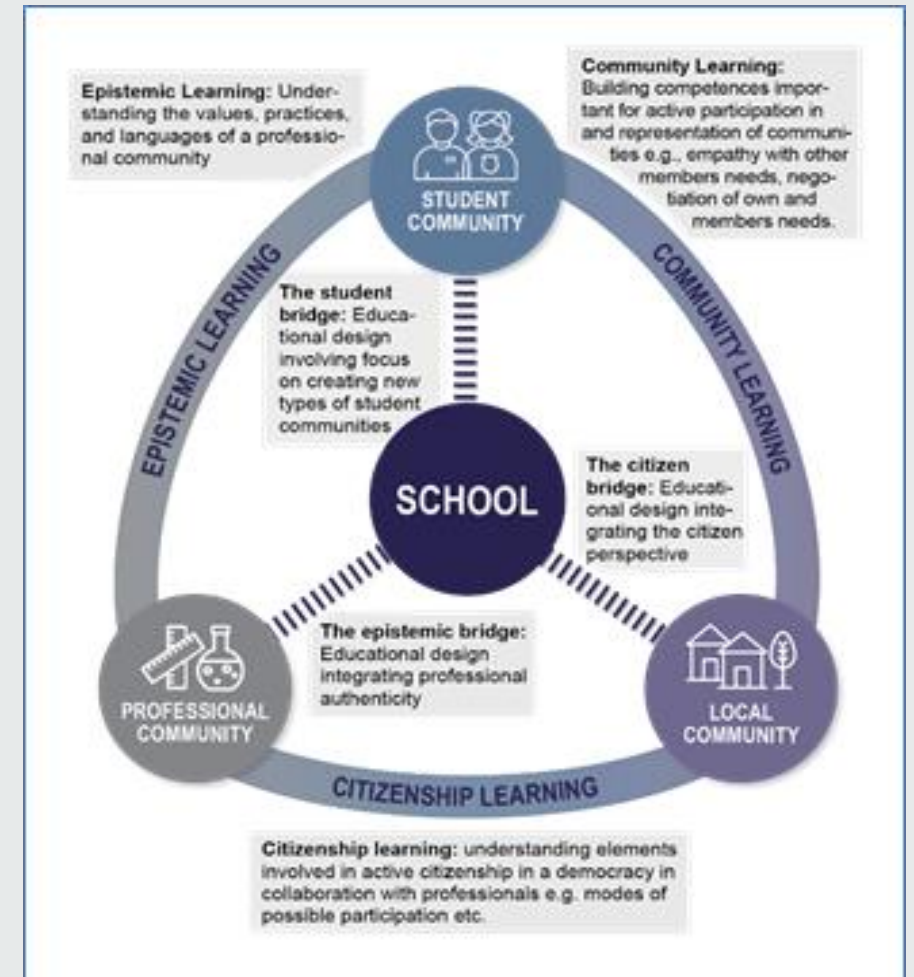 Epistemic Learning: Under-
standing the values, practices,
and languages of a professio-
nal community
Community Learning:
Building competences impor-
tant for active participation in
and representation of communi-
ties e.g., empathy with other
members needs, nego-
tiation of own and
members needs.
STUDENT
COMMUNITY
EPISTEMIC LEARNING
COMMUNITY LEARNING
The student
bridge: Educa-
tional design
involving focus
on creating new
types of student
communities
SCHOOL
The citizen
bridge: Educati-
onal design inte-
grating the citizen
perspective
The epistemic bridge:
Educational design
integrating professional
authenticity
PROFESSIONAL
COMMUNITY
LOCAL
COMMUNITY
CITIZENSHIP LEARNING
Citizenship learning: understanding elements
involved in active citizenship in a democracy in
collaboration with professionals e.g. modes of
possible participation etc.